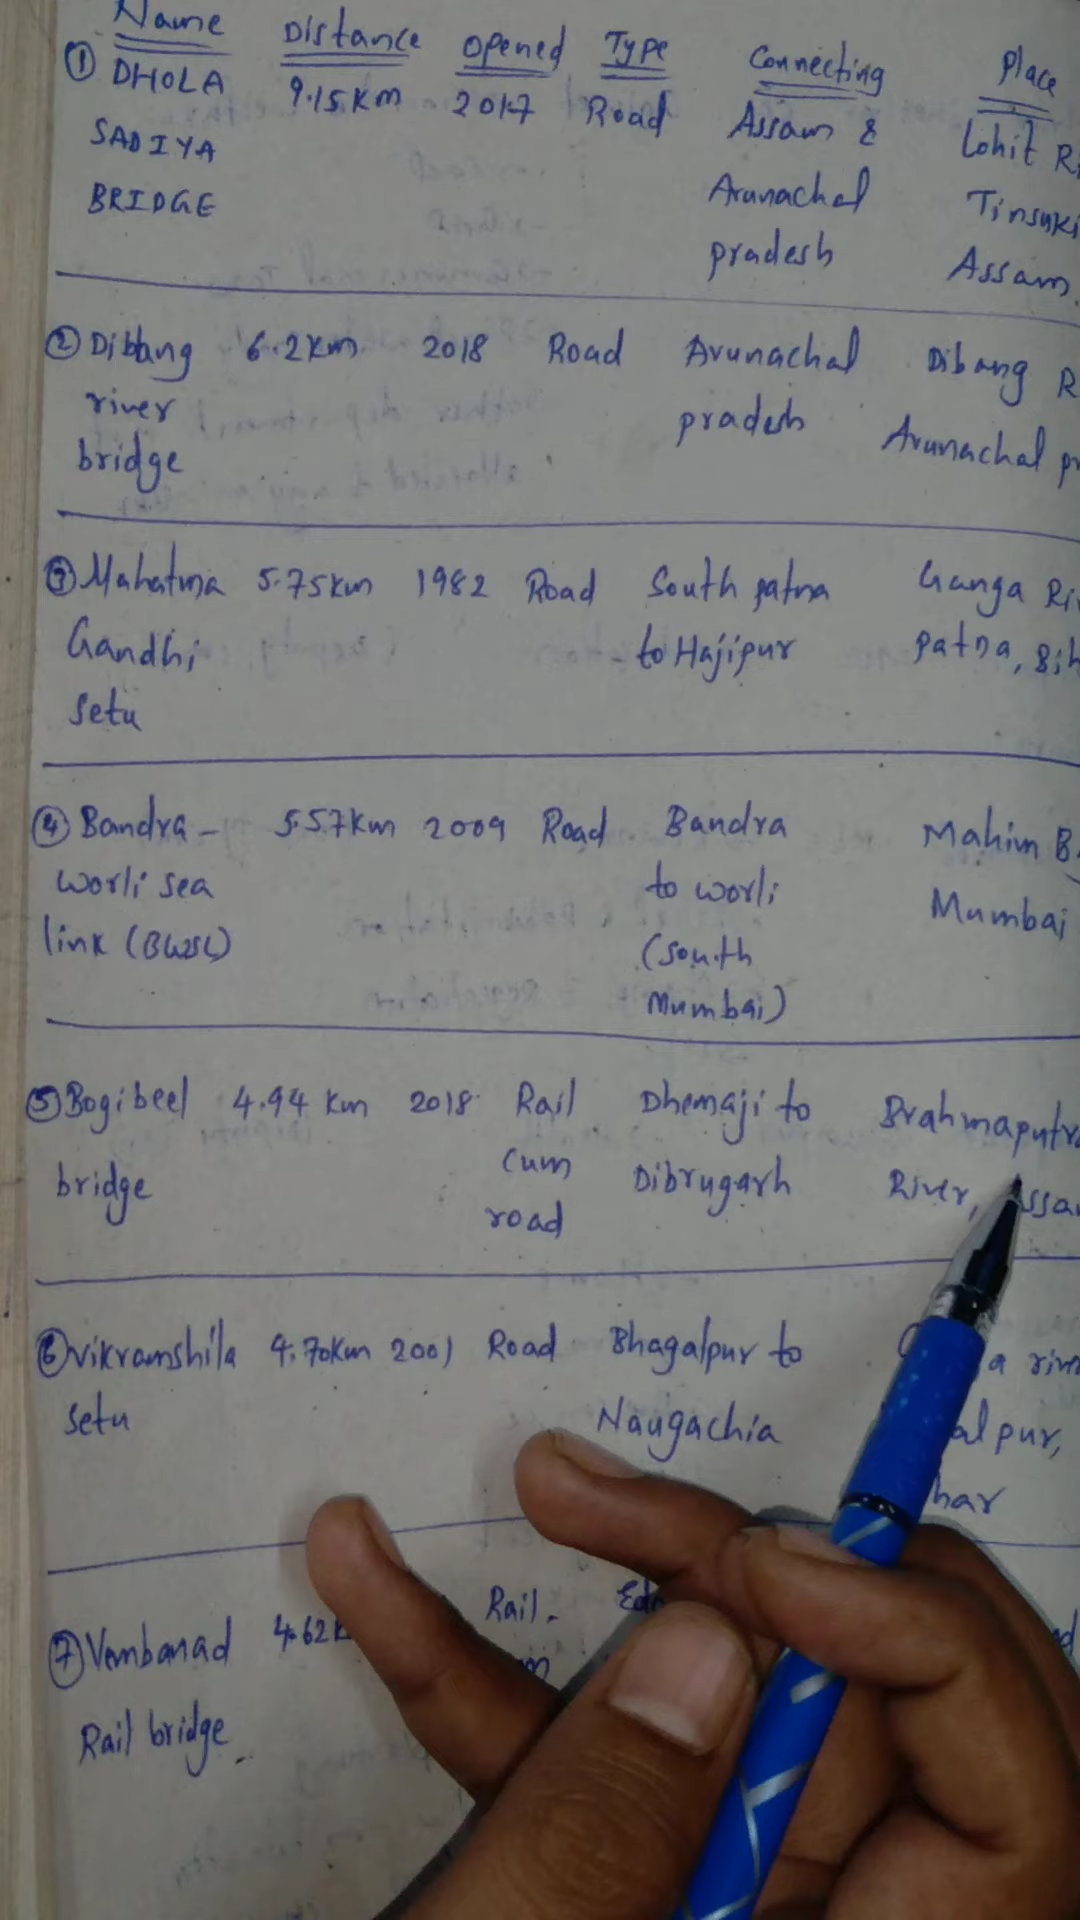 Name Distance Opened Type Connecting Place
① DHOLA 9.15Km 2017 Road Assam & Lohit
SADIYA Arunachal
BRIDGE pradesh Assam.
② Dibang 6.2Km 2018 Road Arunachal Dibang
river pradesh Arunachal
bridge
③ Mahatma 5.75Km 1982 Road South patna Ganga
Gandhi to Hajipur patna,
Setu
④ Bandra- 5.57Km 2009 Road Bandra Mahim
worli sea to worli Mumbai
link (BWSL) (South
Mumbai)
⑤ Bogibeel 4.94 Km 2018 Rail Dhemaji to Brahmaputra
bridge cum Dibrugarh River,
road
⑥ Vikramshila 4.70Km 2001 Road Bhagalpur to
Setu Naugachia
⑦ Vembanad 4.62 Rail
Rail bridge